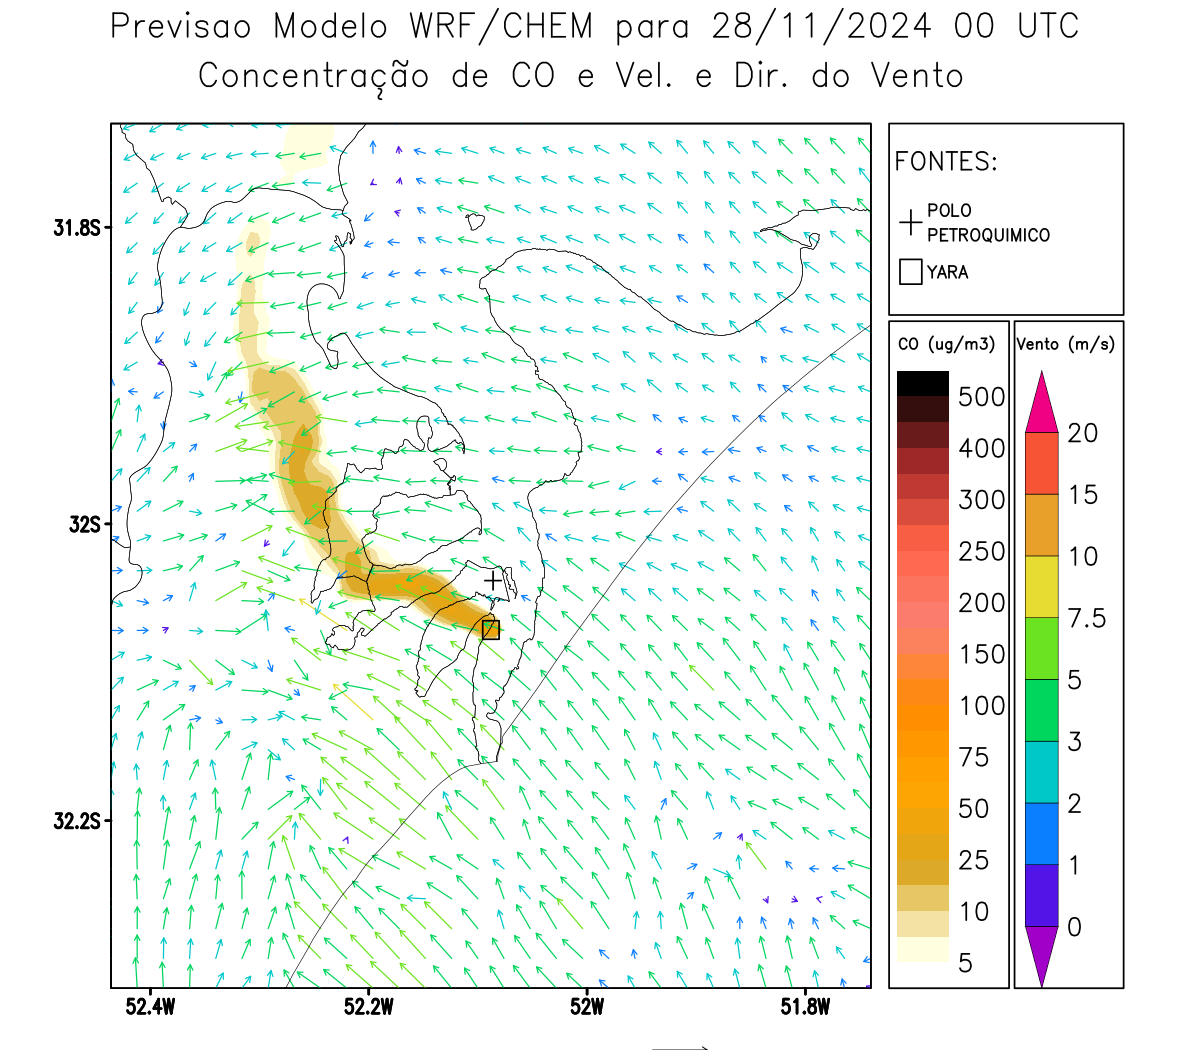 Previsao Modelo WRF/CHEM para 28/11/2024 00 UTC
Concentração de CO e Vel. e Dir. do Vento
FONTES:
POLO
PETROQUIMICO
YARA
CO (ug/m3)
500
400
300
250
200
150
100
75
50
25
10
5
Vento (m/s)
20
15
10
7.5
5
3
2
1
0
31.8S
32S
32.2S
52.4W
52.2W
52W
51.8W